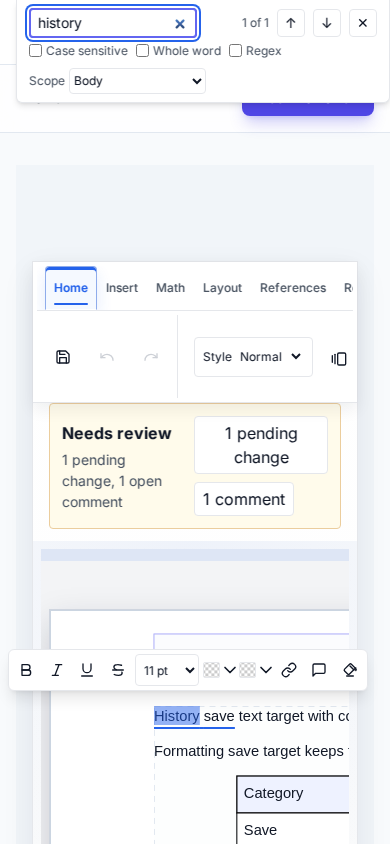 history
1 of 1
Case sensitive Whole word Regex
Scope Body
Home Insert Math Layout References
Style Normal
Needs review
1 pending change, 1 open comment
1 pending change
1 comment
11 pt
History save text target with
Formatting save target keeps
Category
Save